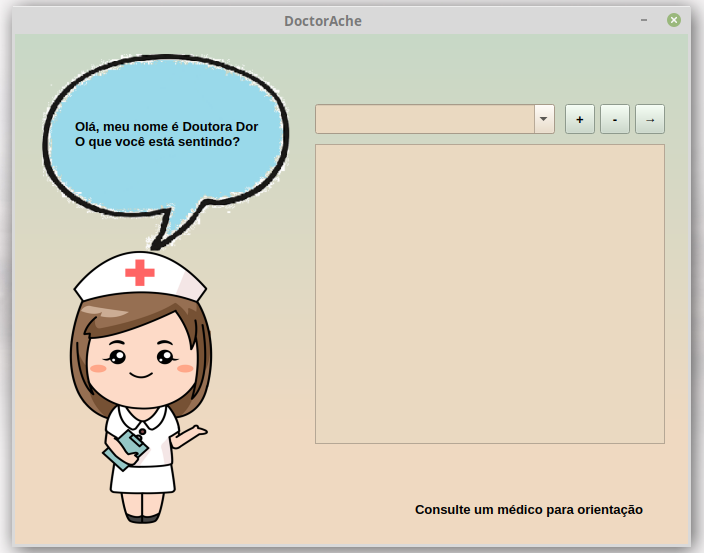 DoctorAche
Olá, meu nome é Doutora Dor
O que você está sentindo?
+ - →
Consulte um médico para orientação